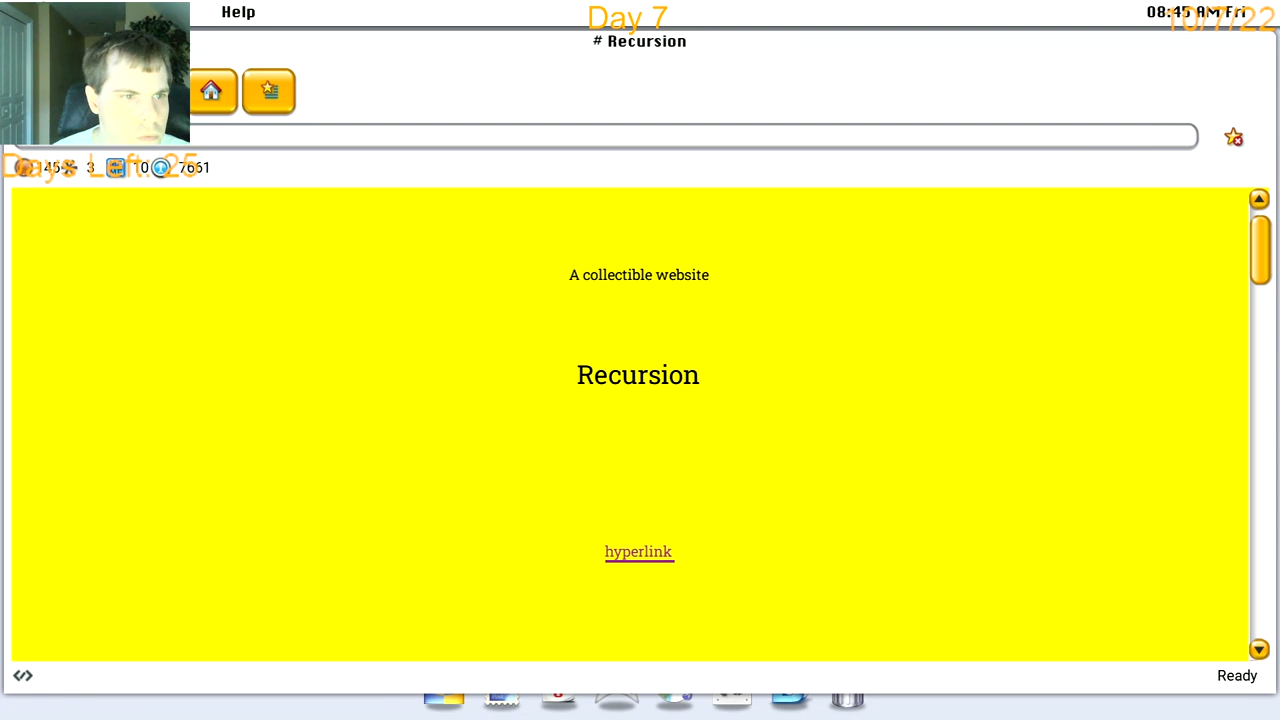 Help
Day 7
08:45 AM Fri
10/7/22
# Recursion
Days Left: 25
3
10
7661
A collectible website
Recursion
hyperlink
Ready